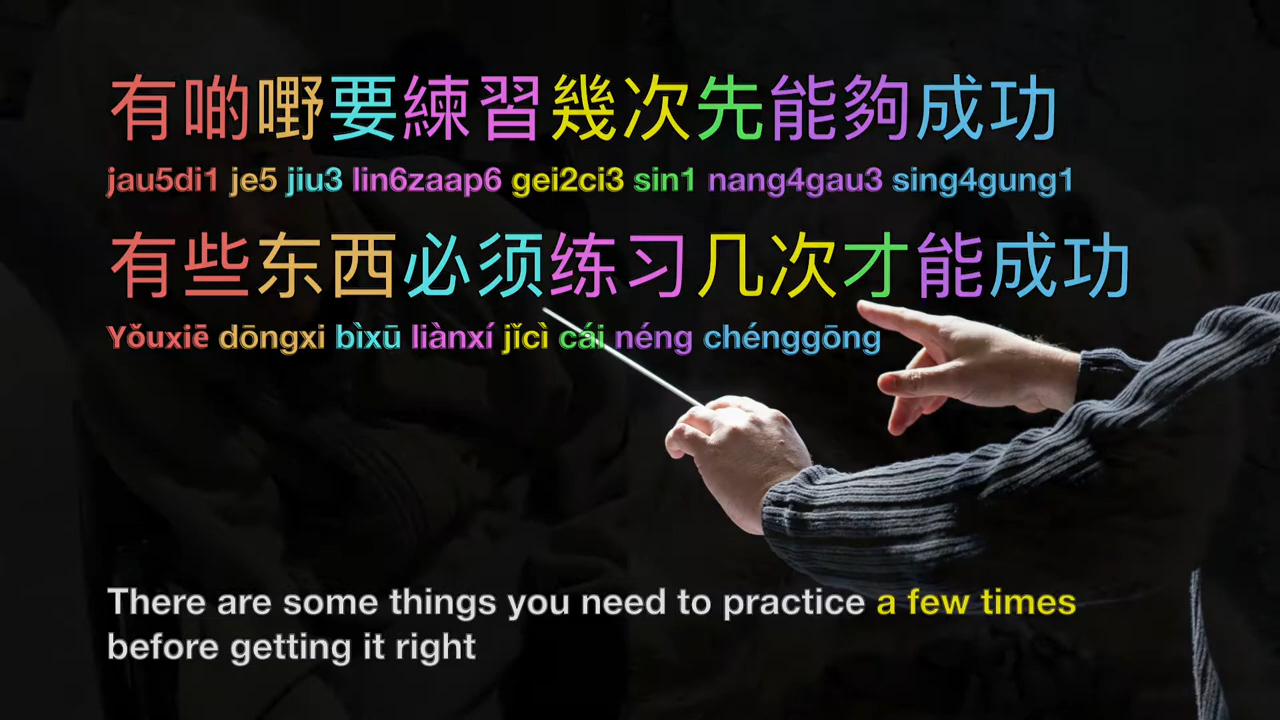 有啲嘢要練習幾次先能夠成功
jau5di1 je5 jiu3 lin6zaap6 gei2ci3 sin1 nang4gau3 sing4gung1
有些东西必须练习几次才能成功
Yǒuxiē dōngxi bìxū liànxí jǐcì cái néng chénggōng
There are some things you need to practice a few times
before getting it right